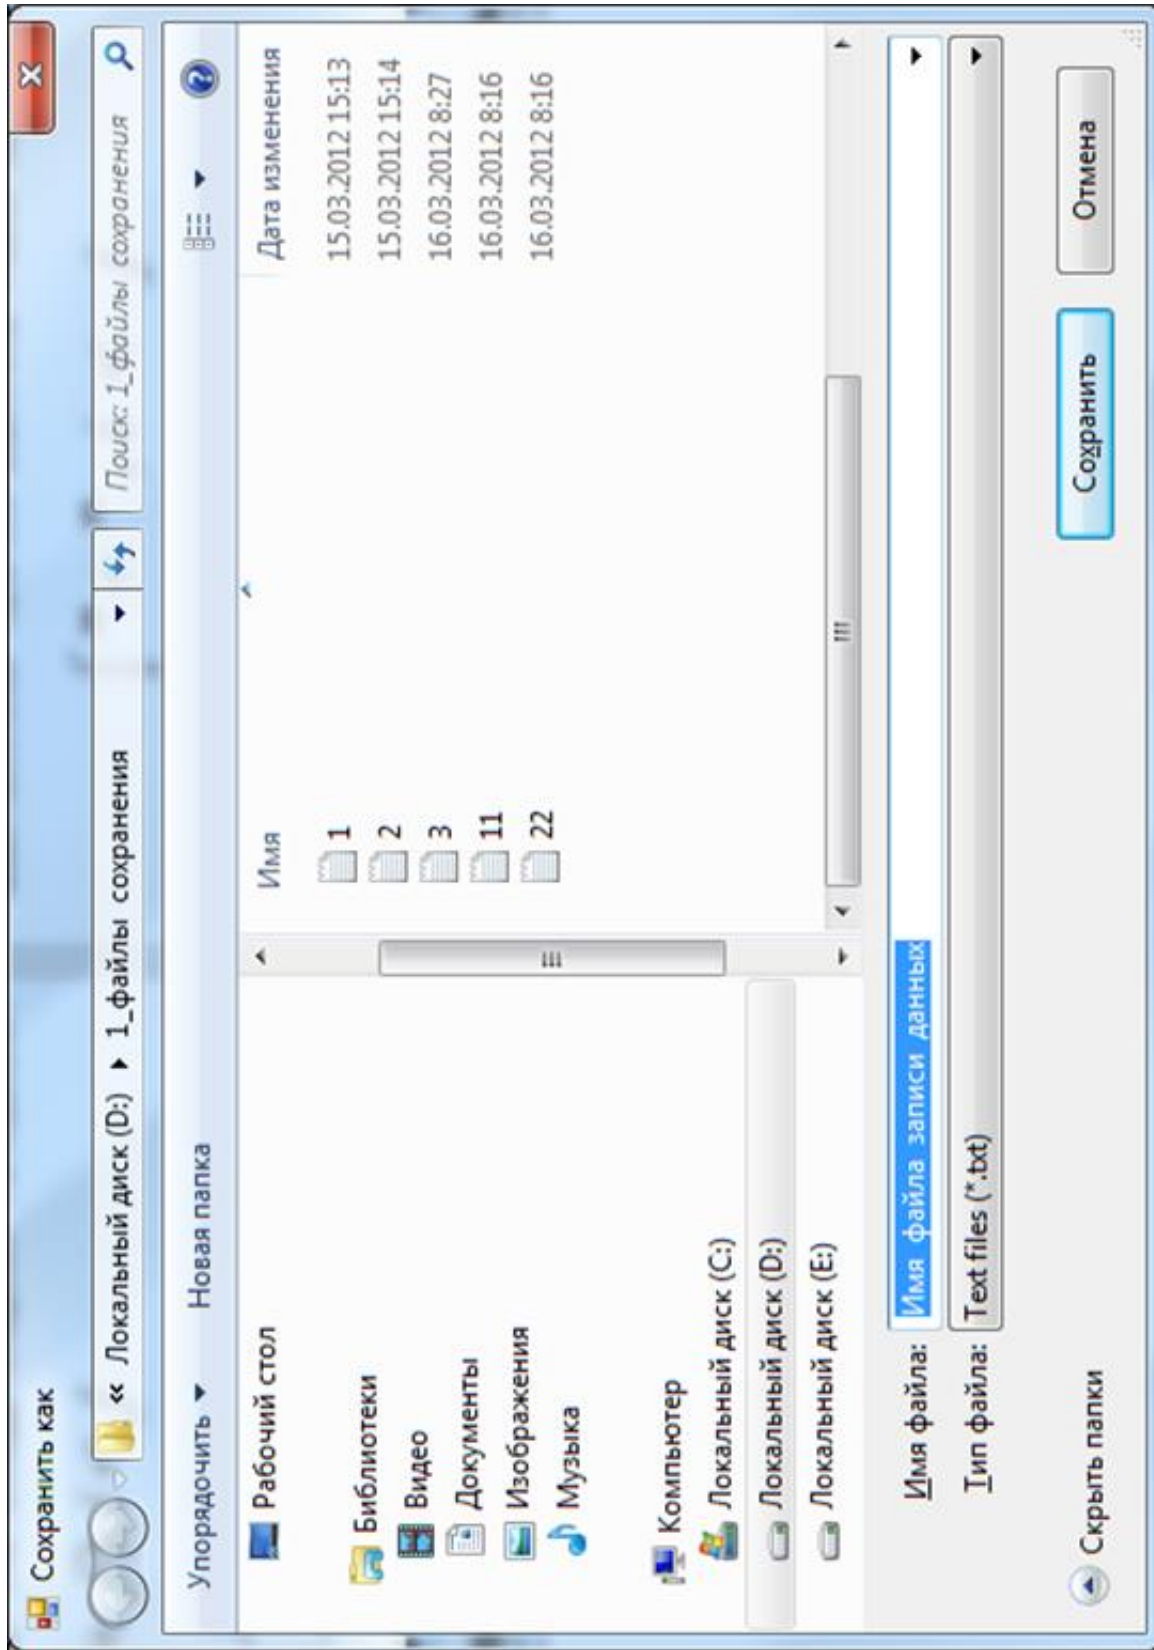 Сохранить как
« Локальный диск (D:) ▸ 1_файлы сохранения
Поиск: 1_файлы сохранения
Упорядочить ▼ Новая папка
Рабочий стол
Библиотеки
Видео
Документы
Изображения
Музыка
Компьютер
Локальный диск (C:)
Локальный диск (D:)
Локальный диск (E:)
Имя Дата изменения
1 15.03.2012 15:13
2 15.03.2012 15:14
3 16.03.2012 8:27
11 16.03.2012 8:16
22 16.03.2012 8:16
Имя файла: Имя файла записи данных
Тип файла: Text files (*.txt)
Скрыть папки
Сохранить
Отмена